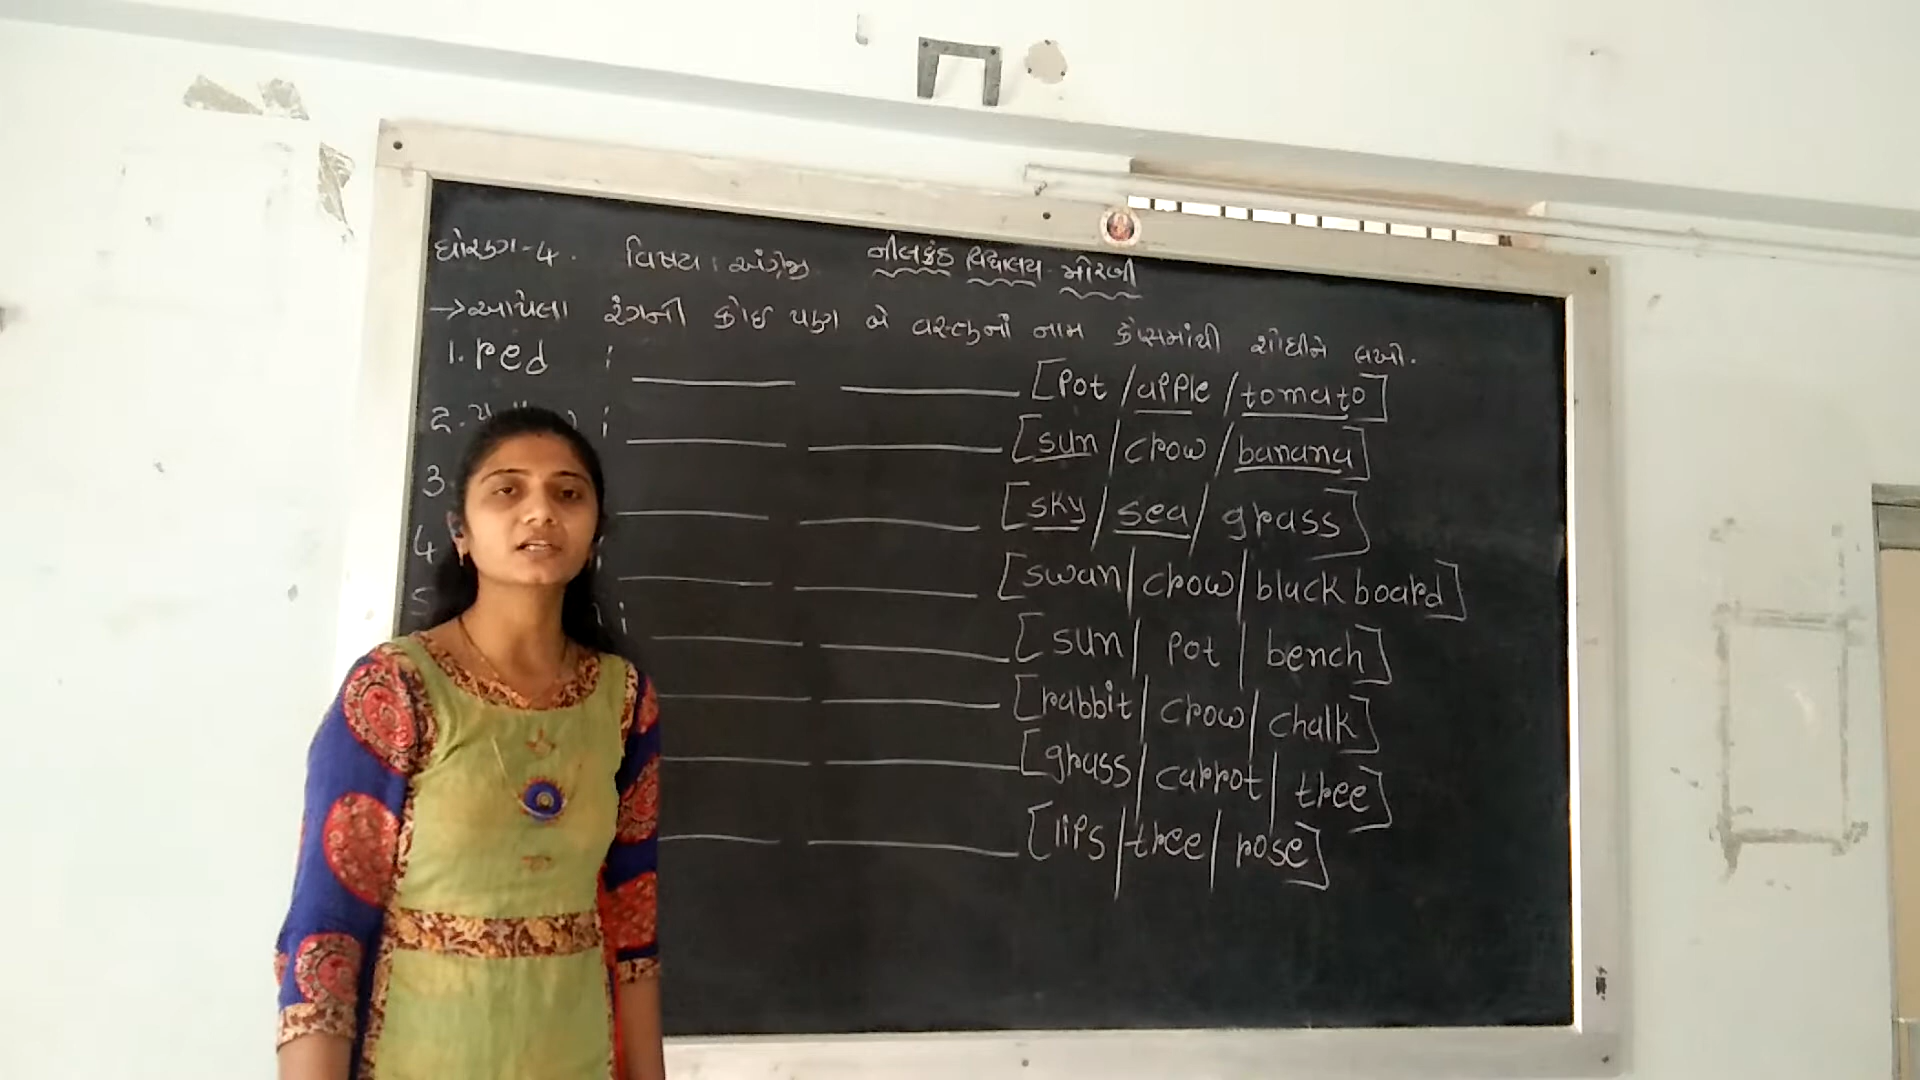 ધોરણ-4. વિષય : અંગ્રેજી નીલકંઠ વિદ્યાલય - મોરબી
→આપેલા રંગની કોઈ પણ બે વસ્તુનાં નામ કૌંસમાંથી શોધીને લખો.
1. red : [Pot / apple / tomato]
2. : [sun / crow / banana]
3. [sky / sea / grass]
4 [swan / crow / black board]
5 : [sun / pot / bench]
[rabbit / crow / chalk]
[grass / carrot / tree]
[lips / tree / rose]